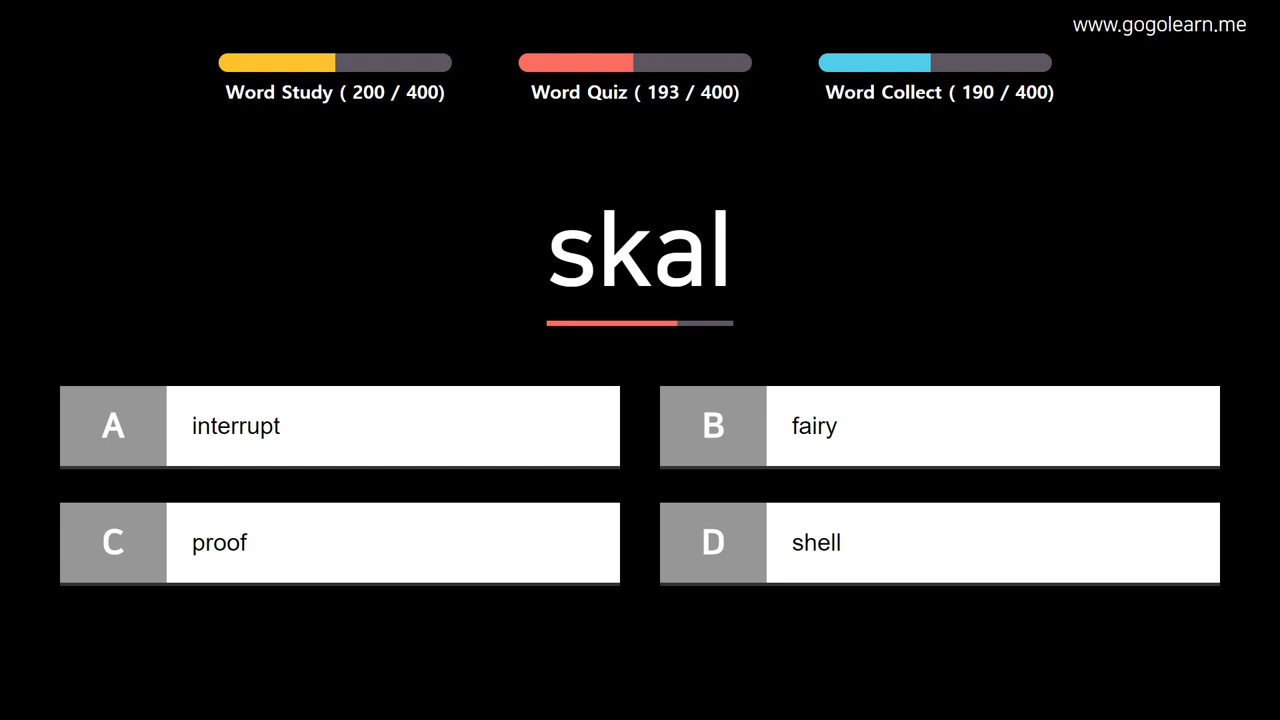 www.gogolearn.me
Word Study ( 200 / 400)
Word Quiz ( 193 / 400)
Word Collect ( 190 / 400)
skal
A interrupt
B fairy
C proof
D shell